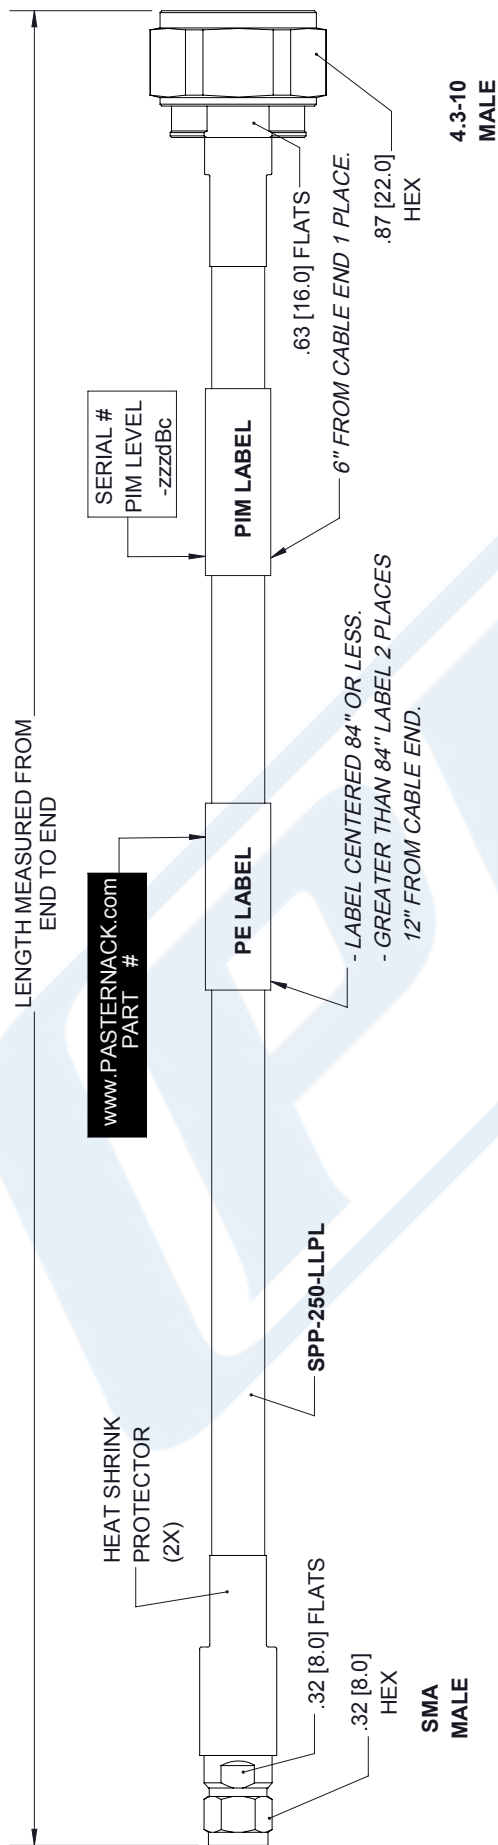 LENGTH MEASURED FROM
END TO END
HEAT SHRINK
PROTECTOR
(2X)
www.PASTERNACK.com
PART #
SERIAL #
PIM LEVEL
-zzzdBc
PE LABEL
PIM LABEL
.32 [8.0] FLATS
.32 [8.0]
HEX
SMA
MALE
SPP-250-LLPL
- LABEL CENTERED 84" OR LESS.
- GREATER THAN 84" LABEL 2 PLACES
12" FROM CABLE END.
6" FROM CABLE END 1 PLACE.
.63 [16.0] FLATS
.87 [22.0]
HEX
4.3-10
MALE